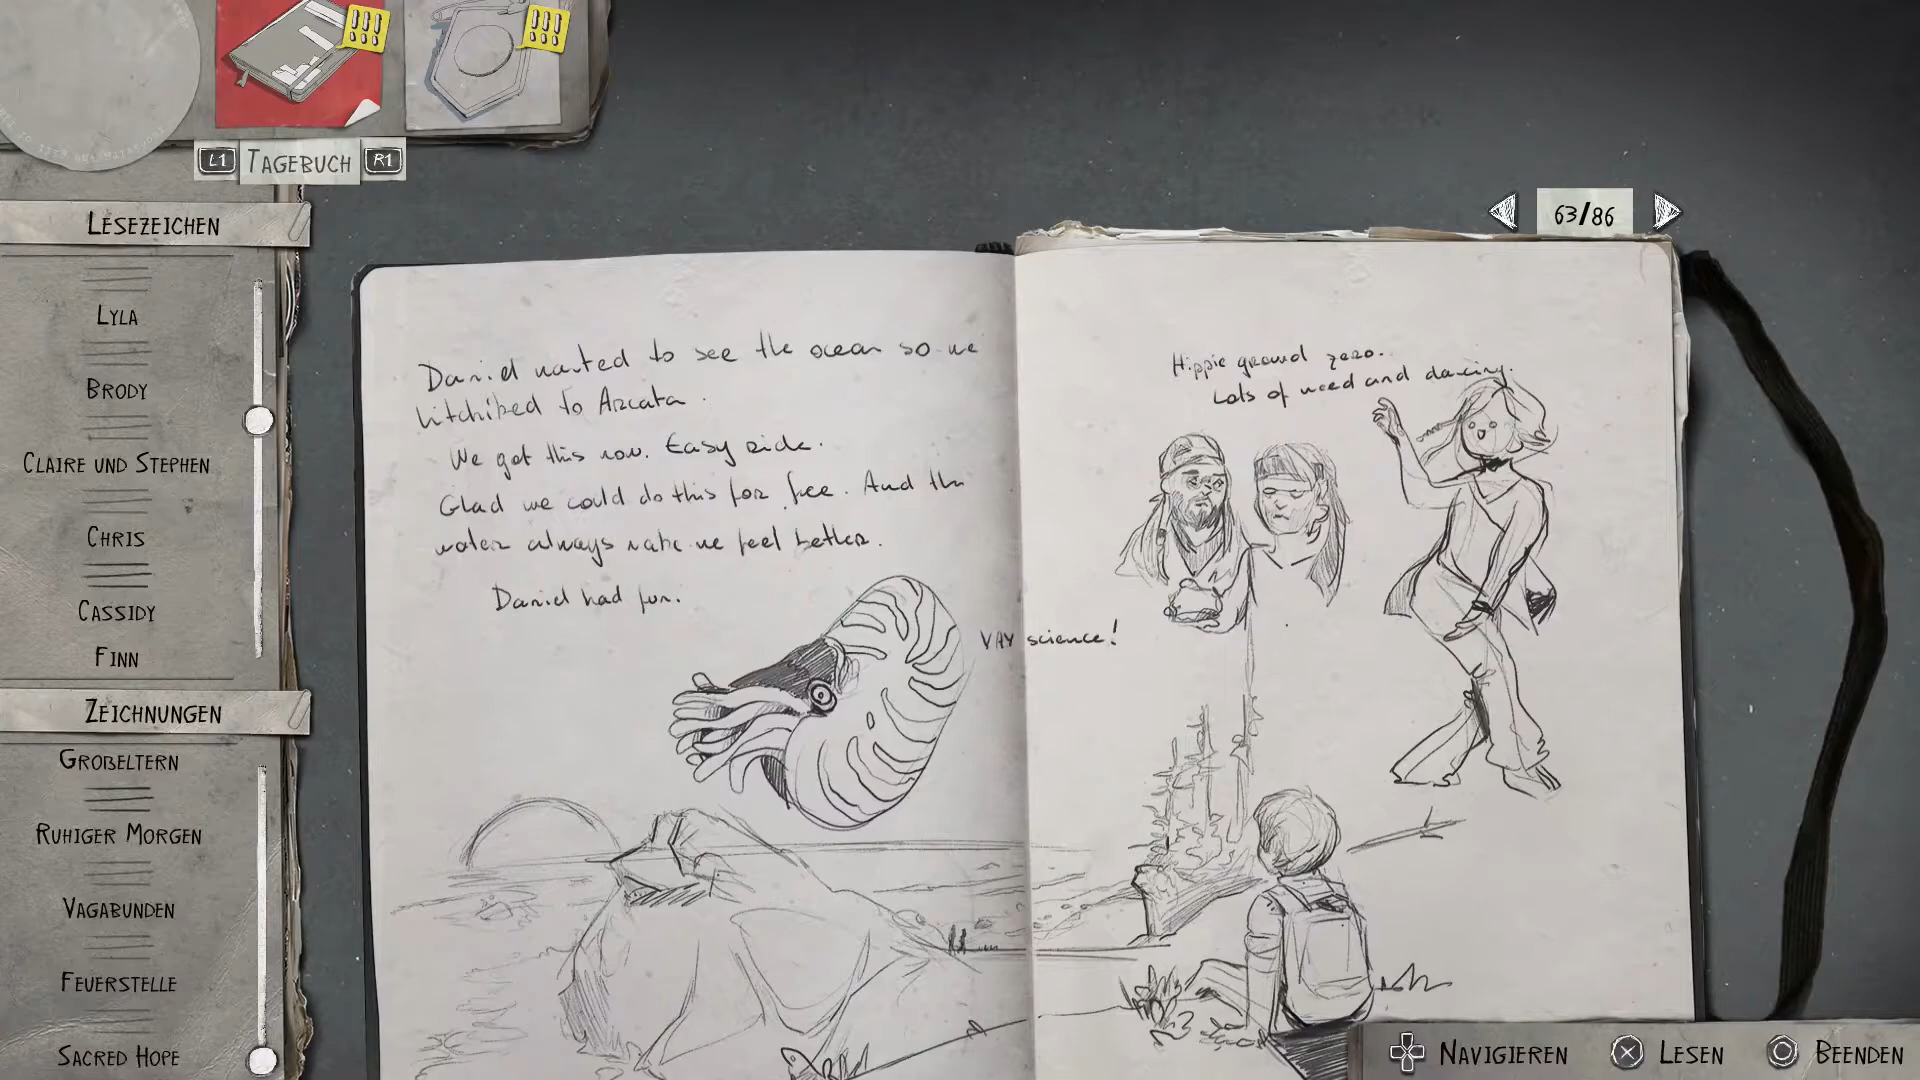 L1 TAGEBUCH R1
LESEZEICHEN
LYLA
BRODY
CLAIRE UND STEPHEN
CHRIS
CASSIDY
FINN
ZEICHNUNGEN
GROßELTERN
RUHIGER MORGEN
VAGABUNDEN
FEUERSTELLE
SACRED HOPE
63/86
Daniel wanted to see the ocean so we
hitchiked to Arcata.
We got this now. Easy ride.
Glad we could do this for free. And the
water always make me feel better.
Daniel had fun.
YAY science!
Hippie ground zero.
Lots of weed and dancing.
NAVIGIEREN
LESEN
BEENDEN